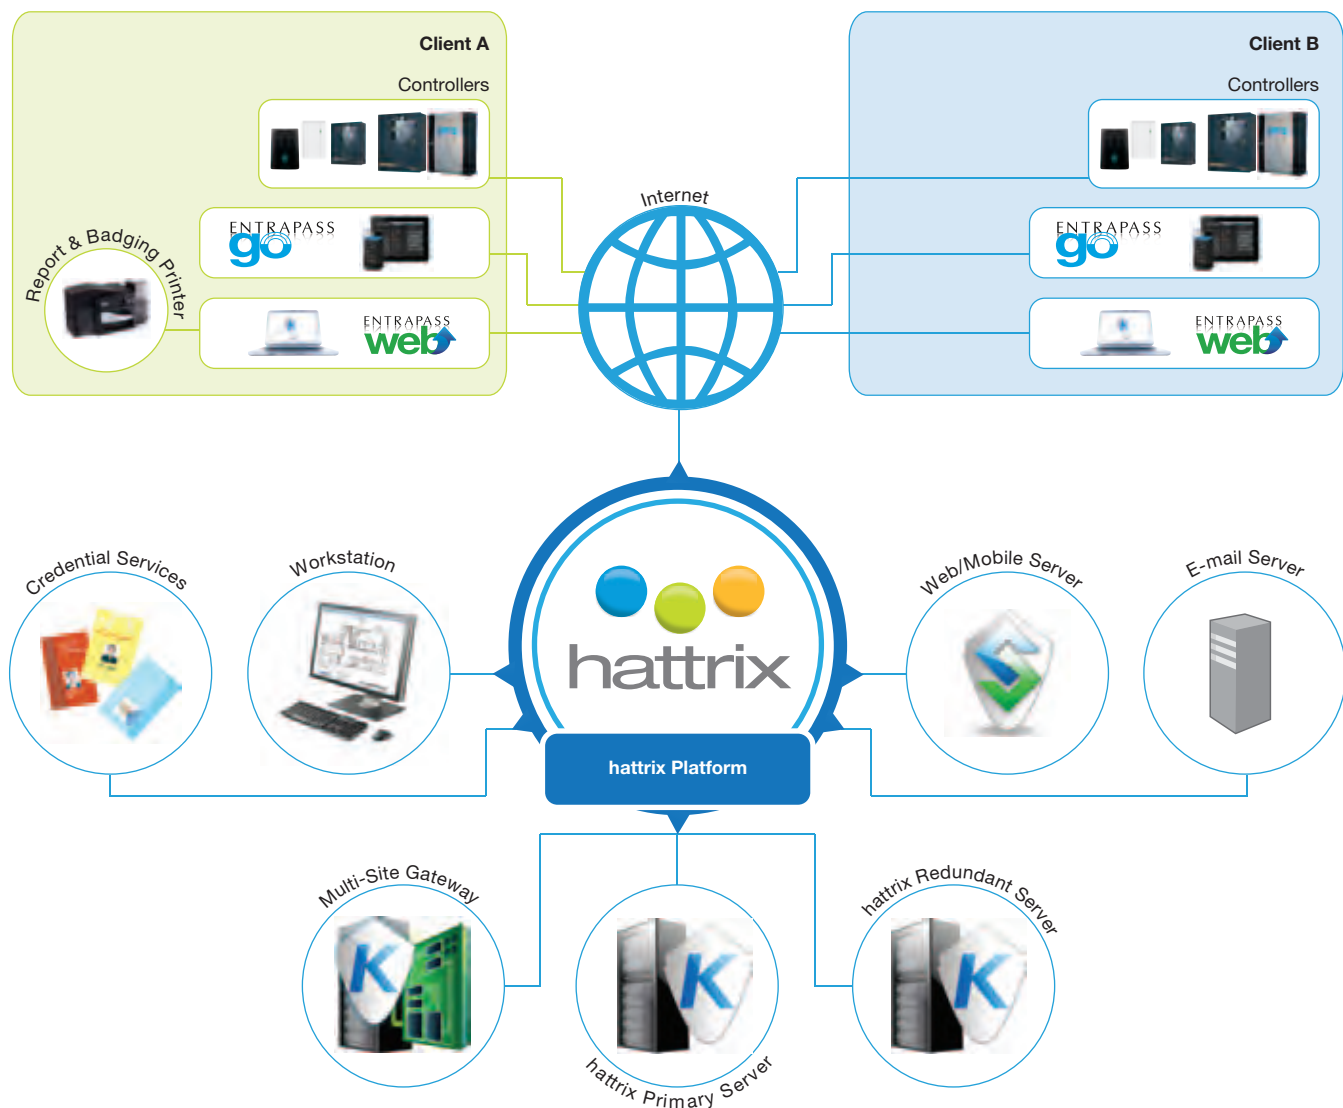 Client A
Controllers
ENTRAPASS
go
Report & Badging Printer
ENTRAPASS
web
Internet
Client B
Controllers
ENTRAPASS
go
ENTRAPASS
web
Credential Services
Workstation
hattrix
hattrix Platform
Web/Mobile Server
E-mail Server
Multi-Site Gateway
K
hattrix Primary Server
K
hattrix Redundant Server
K